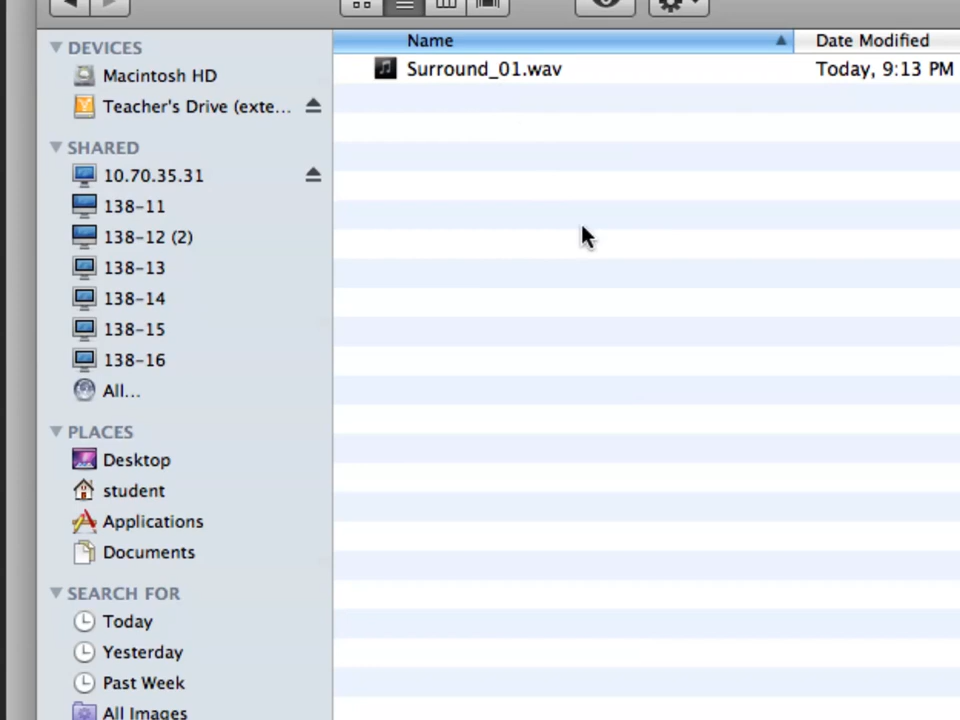 Name Date Modified
Surround_01.wav Today, 9:13 PM
DEVICES
Macintosh HD
Teacher's Drive (exte...
SHARED
10.70.35.31
138-11
138-12 (2)
138-13
138-14
138-15
138-16
All...
PLACES
Desktop
student
Applications
Documents
SEARCH FOR
Today
Yesterday
Past Week
All Images